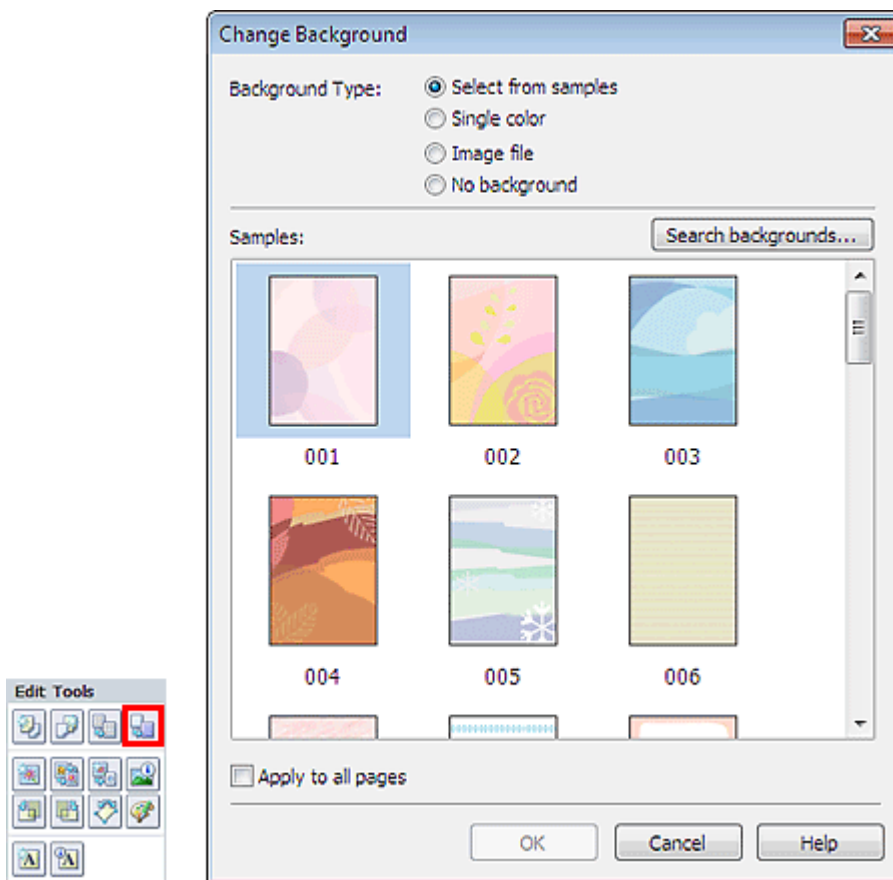 Change Background
Background Type:
Select from samples
Single color
Image file
No background
Samples:
Search backgrounds...
001 002 003
004 005 006
Edit Tools
Apply to all pages
OK Cancel Help
A A